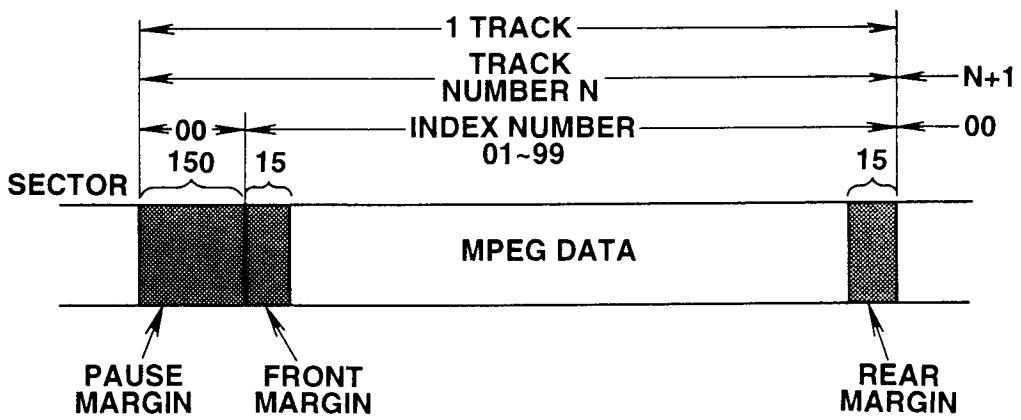 1 TRACK
TRACK
NUMBER N
N+1
00
INDEX NUMBER
00
01~99
150
15
15
SECTOR
MPEG DATA
PAUSE
MARGIN
FRONT
MARGIN
REAR
MARGIN